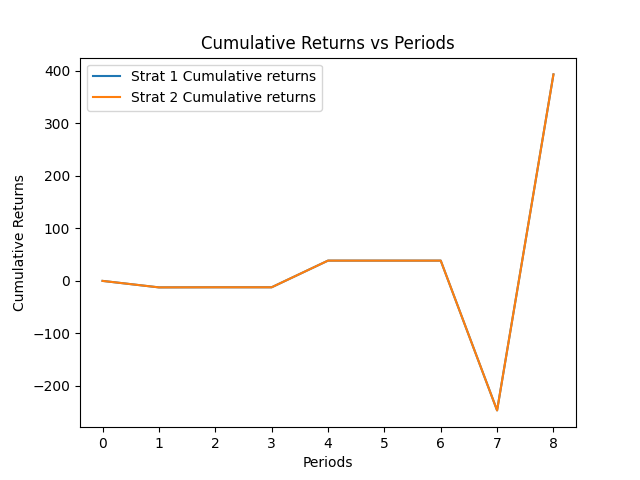 Cumulative Returns vs Periods
Strat 1 Cumulative returns
Strat 2 Cumulative returns
Cumulative Returns
400
300
200
100
0
−100
−200
0 1 2 3 4 5 6 7 8
Periods